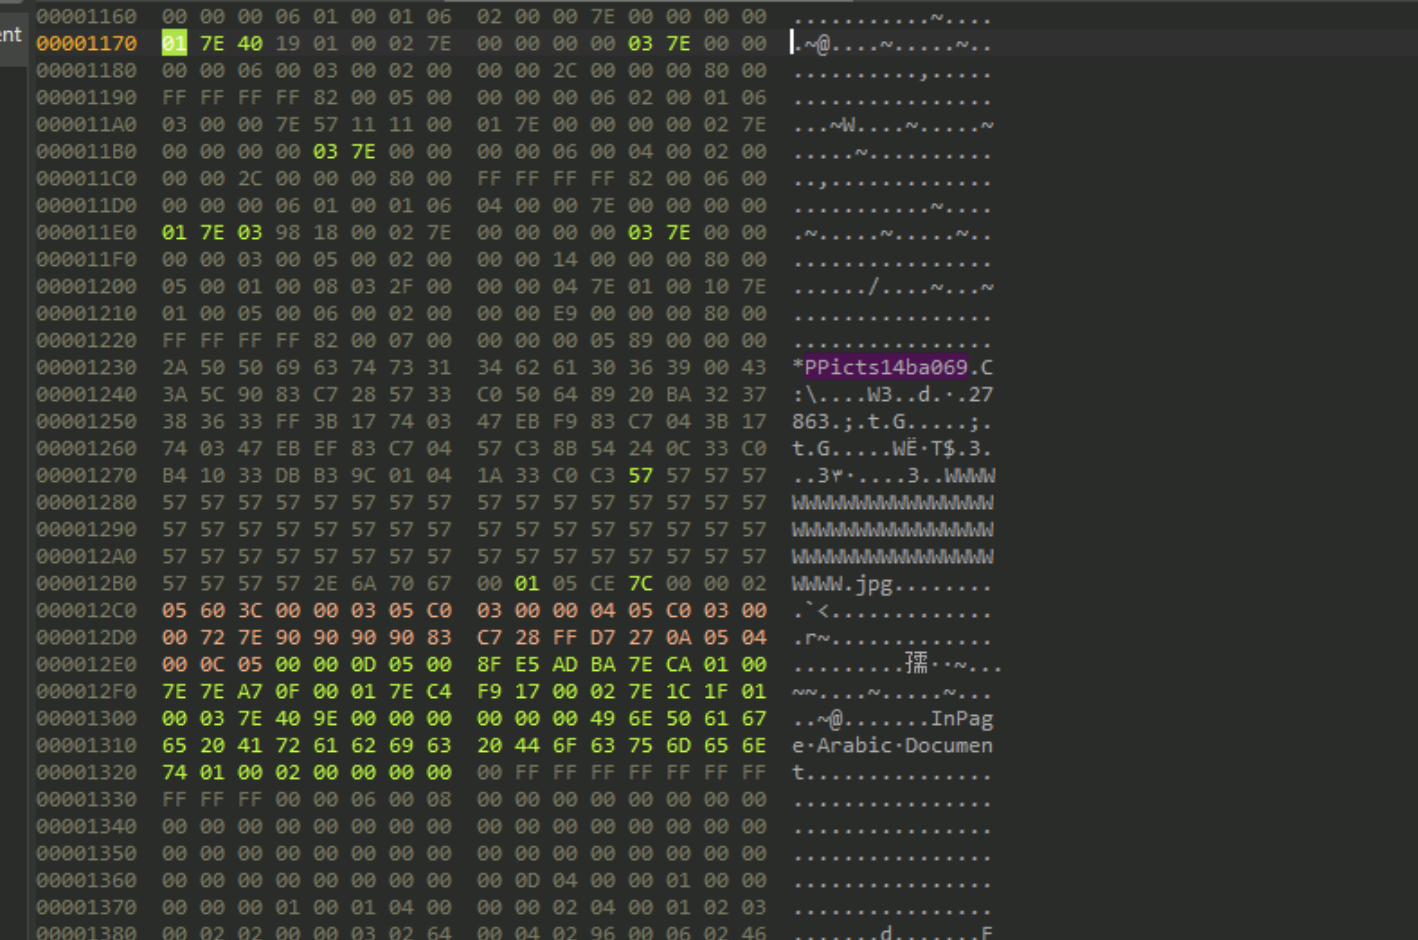 ent
00001160 00 00 00 06 01 00 01 06 02 00 00 7E 00 00 00 00 ...........~....
00001170 01 7E 40 19 01 00 02 7E 00 00 00 00 03 7E 00 00 .~@....~.....~..
00001180 00 00 06 00 03 00 02 00 00 00 2C 00 00 00 80 00 ..........,.....
00001190 FF FF FF FF 82 00 05 00 00 00 00 06 02 00 01 06 ................
000011A0 03 00 00 7E 57 11 11 00 01 7E 00 00 00 00 02 7E ...~W....~.....~
000011B0 00 00 00 00 03 7E 00 00 00 00 06 00 04 00 02 00 .....~..........
000011C0 00 00 2C 00 00 00 80 00 FF FF FF FF 82 00 06 00 ..,.............
000011D0 00 00 00 06 01 00 01 06 04 00 00 7E 00 00 00 00 ...........~....
000011E0 01 7E 03 98 18 00 02 7E 00 00 00 00 03 7E 00 00 .~.....~.....~..
000011F0 00 00 03 00 05 00 02 00 00 00 14 00 00 00 80 00 ................
00001200 05 00 01 00 08 03 2F 00 00 00 04 7E 01 00 10 7E ....../....~...~
00001210 01 00 05 00 06 00 02 00 00 00 E9 00 00 00 80 00 ................
00001220 FF FF FF FF 82 00 07 00 00 00 00 05 89 00 00 00 ................
00001230 2A 50 50 69 63 74 73 31 34 62 61 30 36 39 00 43 *PPicts14ba069.C
00001240 3A 5C 90 83 C7 28 57 33 C0 50 64 89 20 BA 32 37 :\....W3..d.·.27
00001250 38 36 33 FF 3B 17 74 03 47 EB F9 83 C7 04 3B 17 863.;.t.G.....;.
00001260 74 03 47 EB EF 83 C7 04 57 C3 8B 54 24 0C 33 C0 t.G.....WË·T$.3.
00001270 B4 10 33 DB B3 9C 01 04 1A 33 C0 C3 57 57 57 57 ..3۳·....3..WWWW
00001280 57 57 57 57 57 57 57 57 57 57 57 57 57 57 57 57 WWWWWWWWWWWWWWWW
00001290 57 57 57 57 57 57 57 57 57 57 57 57 57 57 57 57 WWWWWWWWWWWWWWWW
000012A0 57 57 57 57 57 57 57 57 57 57 57 57 57 57 57 57 WWWWWWWWWWWWWWWW
000012B0 57 57 57 57 2E 6A 70 67 00 01 05 CE 7C 00 00 02 WWWW.jpg........
000012C0 05 60 3C 00 00 03 05 C0 03 00 00 04 05 C0 03 00 .`<.............
000012D0 00 72 7E 90 90 90 90 83 C7 28 FF D7 27 0A 05 04 .r~.............
000012E0 00 0C 05 00 00 0D 05 00 8F E5 AD BA 7E CA 01 00 .........孺··~...
000012F0 7E 7E A7 0F 00 01 7E C4 F9 17 00 02 7E 1C 1F 01 ~~....~.....~...
00001300 00 03 7E 40 9E 00 00 00 00 00 00 49 6E 50 61 67 ..~@.......InPag
00001310 65 20 41 72 61 62 69 63 20 44 6F 63 75 6D 65 6E e·Arabic·Documen
00001320 74 01 00 02 00 00 00 00 00 FF FF FF FF FF FF FF t...............
00001330 FF FF FF 00 00 06 00 08 00 00 00 00 00 00 00 00 ................
00001340 00 00 00 00 00 00 00 00 00 00 00 00 00 00 00 00 ................
00001350 00 00 00 00 00 00 00 00 00 00 00 00 00 00 00 00 ................
00001360 00 00 00 00 00 00 00 00 00 0D 04 00 00 01 00 00 ................
00001370 00 00 00 01 00 01 04 00 00 00 02 04 00 01 02 03 ................
00001380 00 02 02 00 00 03 02 64 00 04 02 96 00 06 02 46 .......d.......F